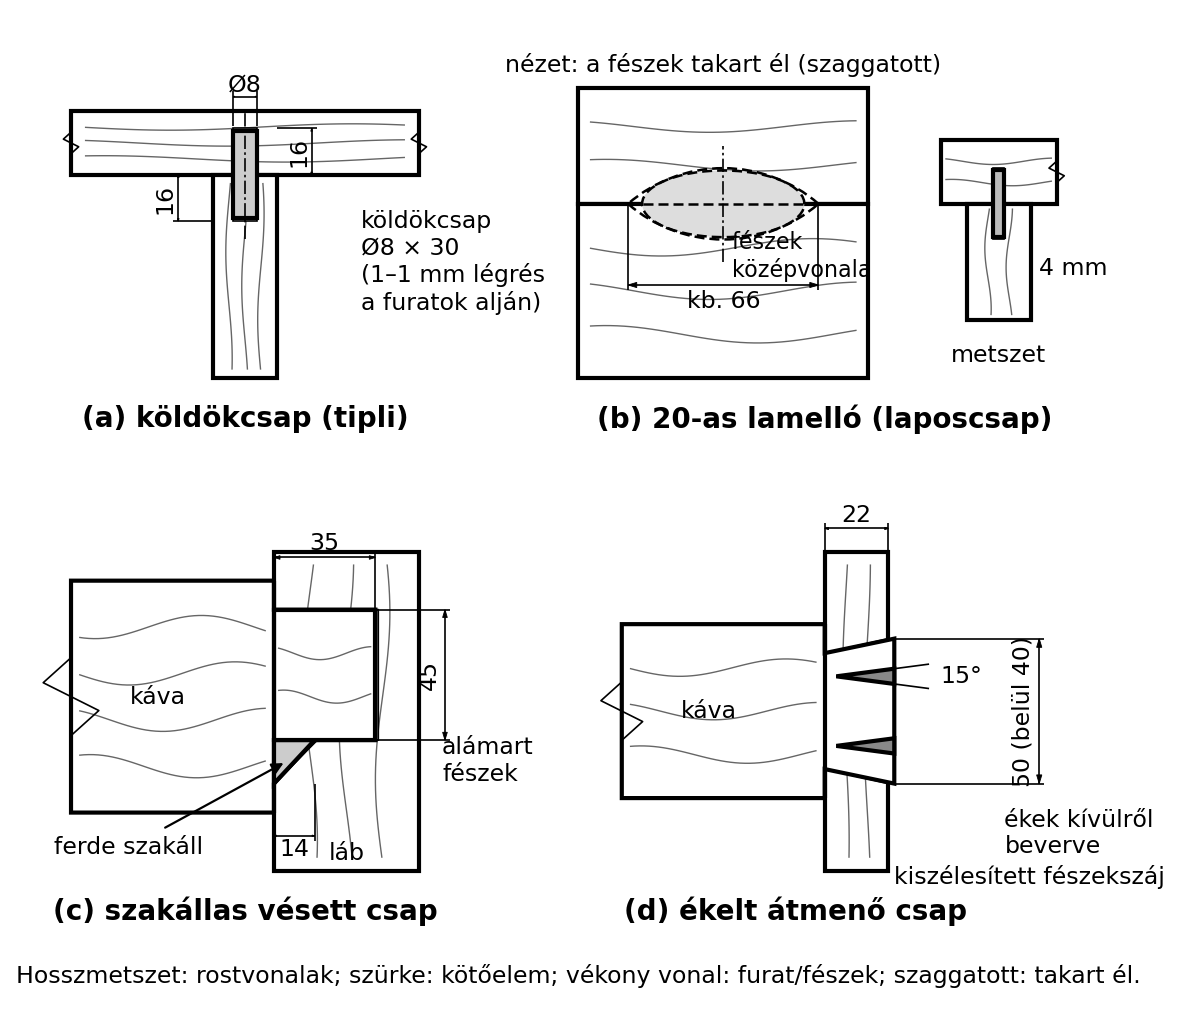 nézet: a fészek takart él (szaggatott)
Ø8
16
16
köldökcsap
Ø8 × 30
(1–1 mm légrés
a furatok alján)
(a) köldökcsap (tipli)
fészek
középvonala
kb. 66
4 mm
metszet
(b) 20-as lamelló (laposcsap)
35
45
káva
alámart
fészek
ferde szakáll
14
láb
(c) szakállas vésett csap
22
15°
50 (belül 40)
káva
ékek kívülről
beverve
kiszélesített fészekszáj
(d) ékelt átmenő csap
Hosszmetszet: rostvonalak; szürke: kötőelem; vékony vonal: furat/fészek; szaggatott: takart él.